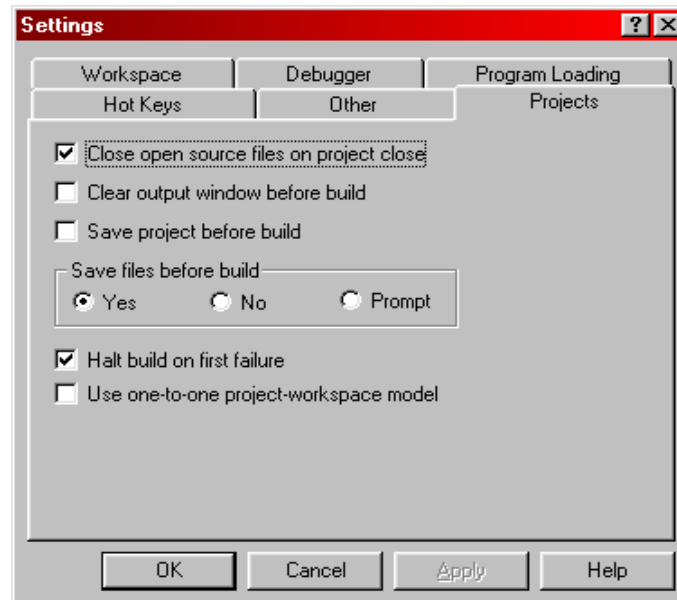 Settings
Workspace Debugger Program Loading
Hot Keys Other Projects
Close open source files on project close
Clear output window before build
Save project before build
Save files before build
Yes No Prompt
Halt build on first failure
Use one-to-one project-workspace model
OK Cancel Apply Help